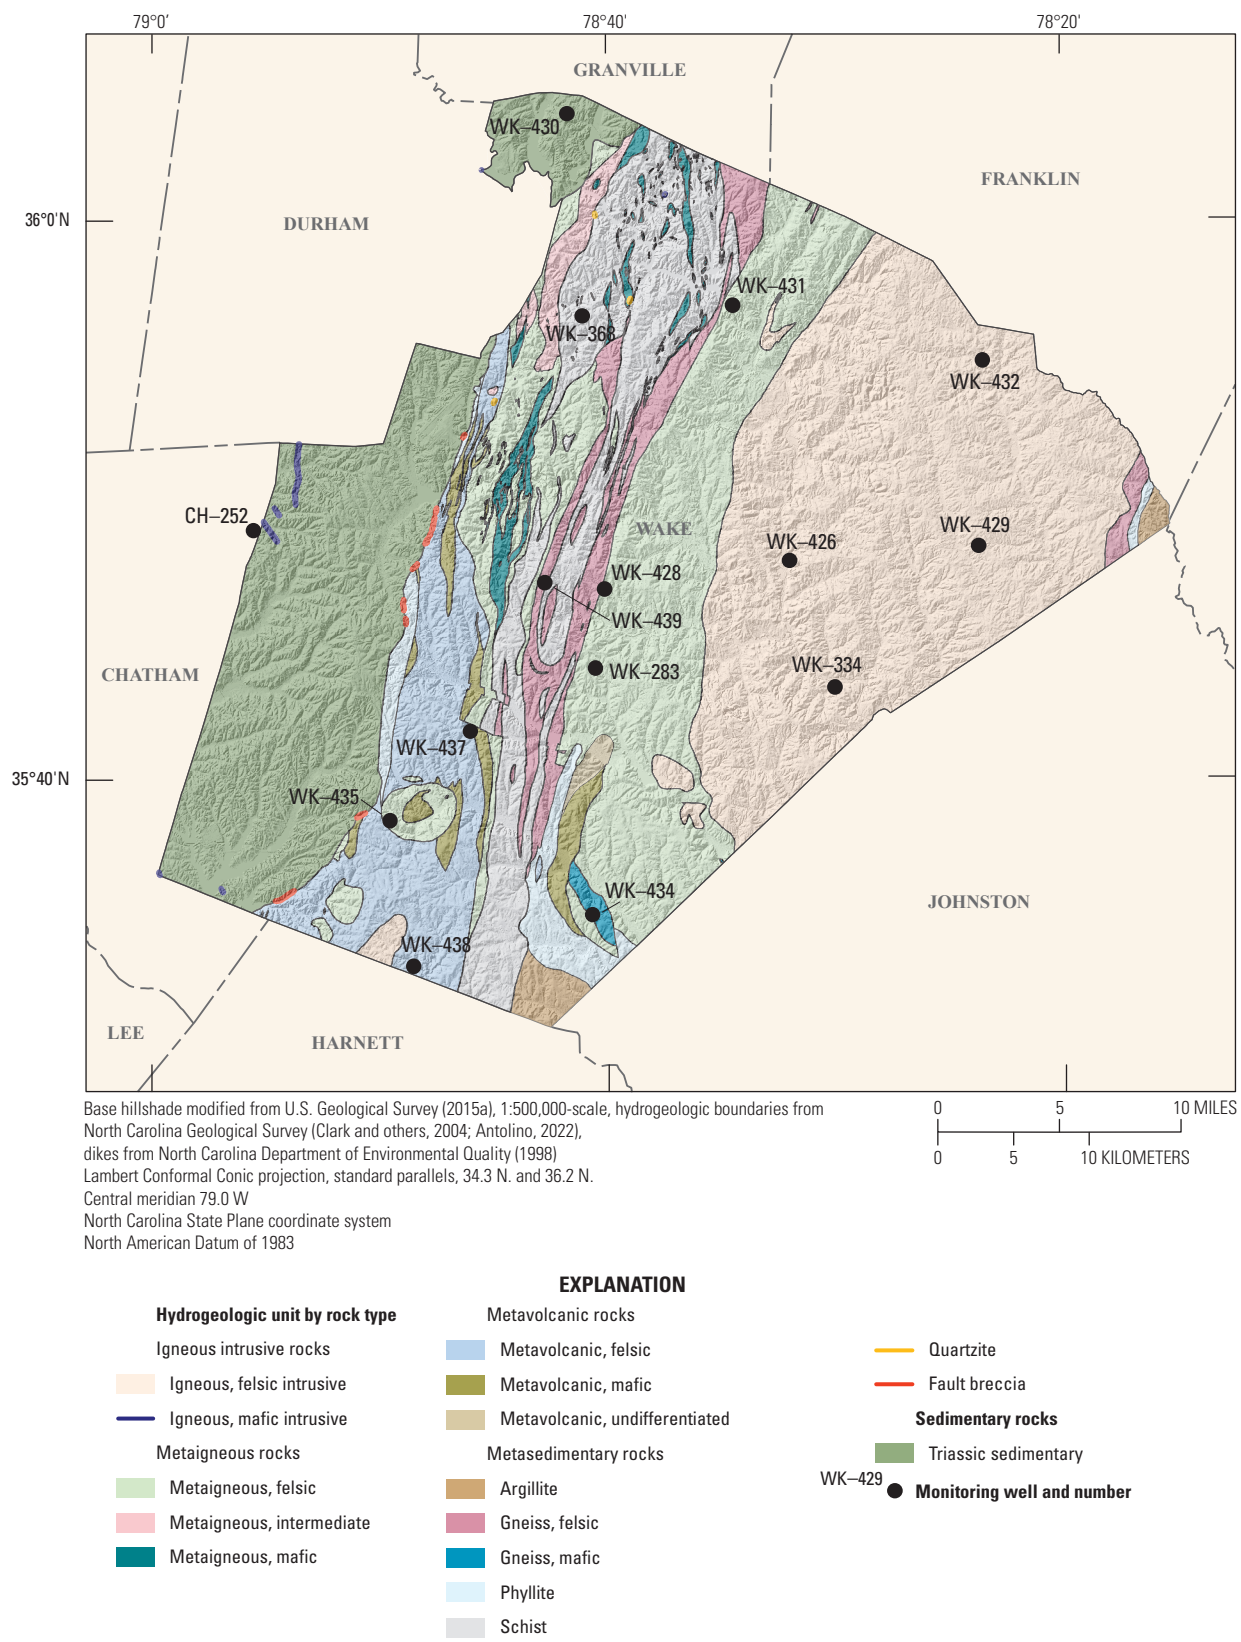 79°0'
78°40'
78°20'
GRANVILLE
WK–430
FRANKLIN
36°0'N
DURHAM
WK–431
WK–368
WK–432
CH–252
WAKE
WK–429
WK–426
WK–428
WK–439
CHATHAM
WK–283
WK–334
WK–437
35°40'N
WK–435
WK–434
JOHNSTON
WK–438
LEE
HARNETT
Base hillshade modified from U.S. Geological Survey (2015a), 1:500,000-scale, hydrogeologic boundaries from
North Carolina Geological Survey (Clark and others, 2004; Antolino, 2022),
dikes from North Carolina Department of Environmental Quality (1998)
Lambert Conformal Conic projection, standard parallels, 34.3 N. and 36.2 N.
Central meridian 79.0 W
North Carolina State Plane coordinate system
North American Datum of 1983
0 5 10 MILES
0 5 10 KILOMETERS
EXPLANATION
Hydrogeologic unit by rock type
Igneous intrusive rocks
Igneous, felsic intrusive
Igneous, mafic intrusive
Metaigneous rocks
Metaigneous, felsic
Metaigneous, intermediate
Metaigneous, mafic
Metavolcanic rocks
Metavolcanic, felsic
Metavolcanic, mafic
Metavolcanic, undifferentiated
Metasedimentary rocks
Argillite
Gneiss, felsic
Gneiss, mafic
Phyllite
Schist
Quartzite
Fault breccia
Sedimentary rocks
Triassic sedimentary
WK–429
Monitoring well and number